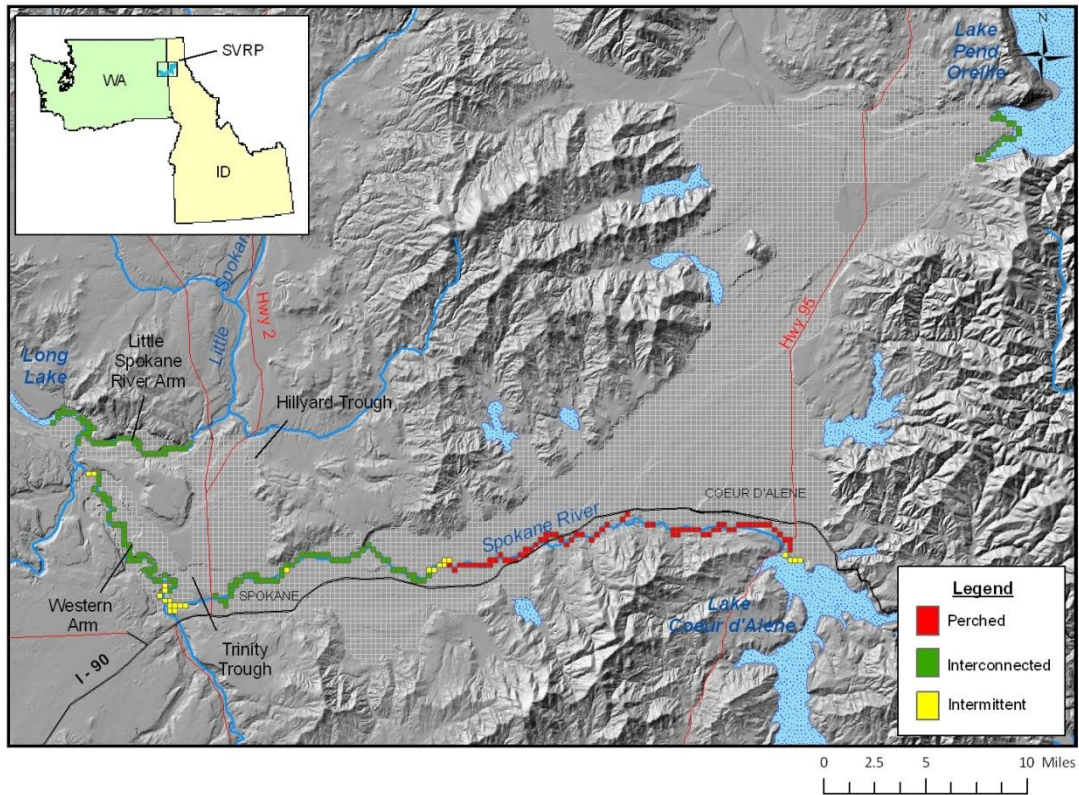 SVRP
WA
ID
Lake
Pend
Oreille
N
Spokan
Little
Hwy 2
Hwy 95
Long
Lake
Little
Spokane
River Arm
Hillyard Trough
COEUR D'ALENE
Spokane River
SPOKANE
Western
Arm
Trinity
Trough
I - 90
Lake
Coeur d'Alene
Legend
Perched
Interconnected
Intermittent
0 2.5 5 10 Miles